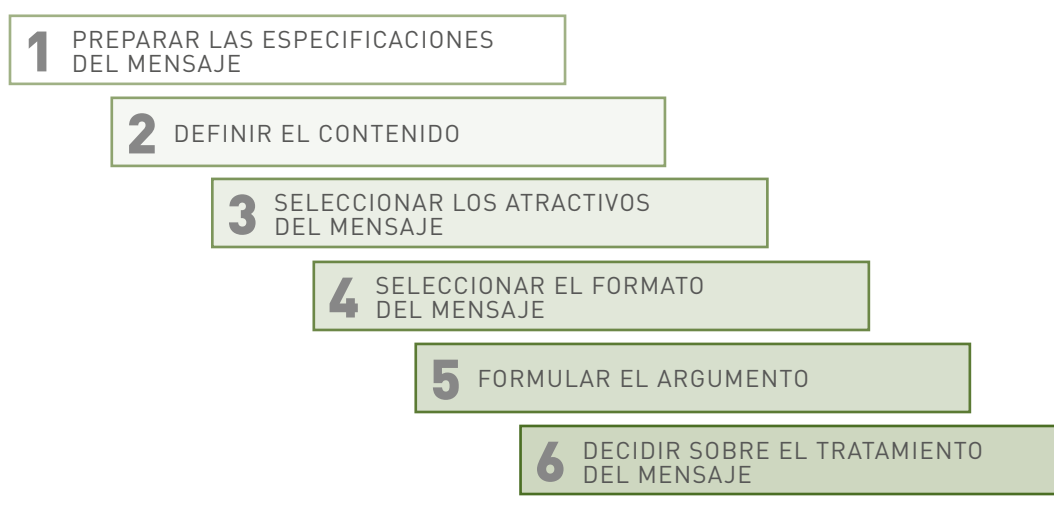 1 PREPARAR LAS ESPECIFICACIONES
DEL MENSAJE
2 DEFINIR EL CONTENIDO
3 SELECCIONAR LOS ATRACTIVOS
DEL MENSAJE
4 SELECCIONAR EL FORMATO
DEL MENSAJE
5 FORMULAR EL ARGUMENTO
6 DECIDIR SOBRE EL TRATAMIENTO
DEL MENSAJE